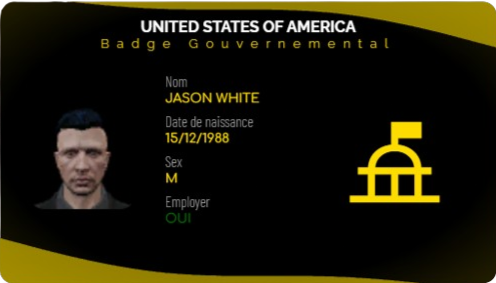 UNITED STATES OF AMERICA
Badge Gouvernemental
Nom
JASON WHITE
Date de naissance
15/12/1988
Sex
M
Employer
OUI